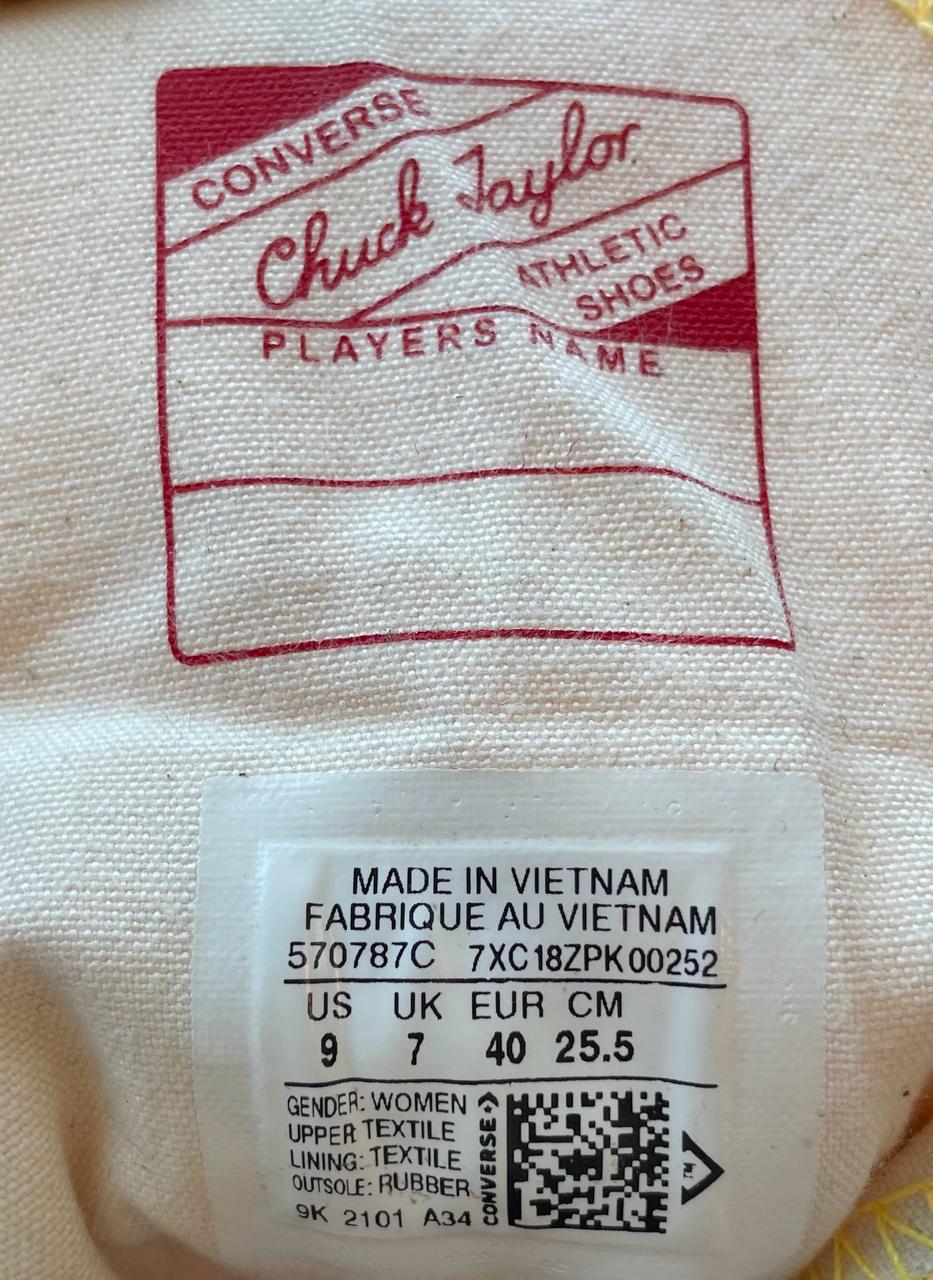 CONVERSE
Chuck Taylor
ATHLETIC
SHOES
PLAYERS NAME
MADE IN VIETNAM
FABRIQUE AU VIETNAM
570787C 7XC18ZPK00252
US UK EUR CM
9 7 40 25.5
GENDER: WOMEN
UPPER TEXTILE
LINING: TEXTILE
OUTSOLE: RUBBER
9K 2101 A34
CONVERSE